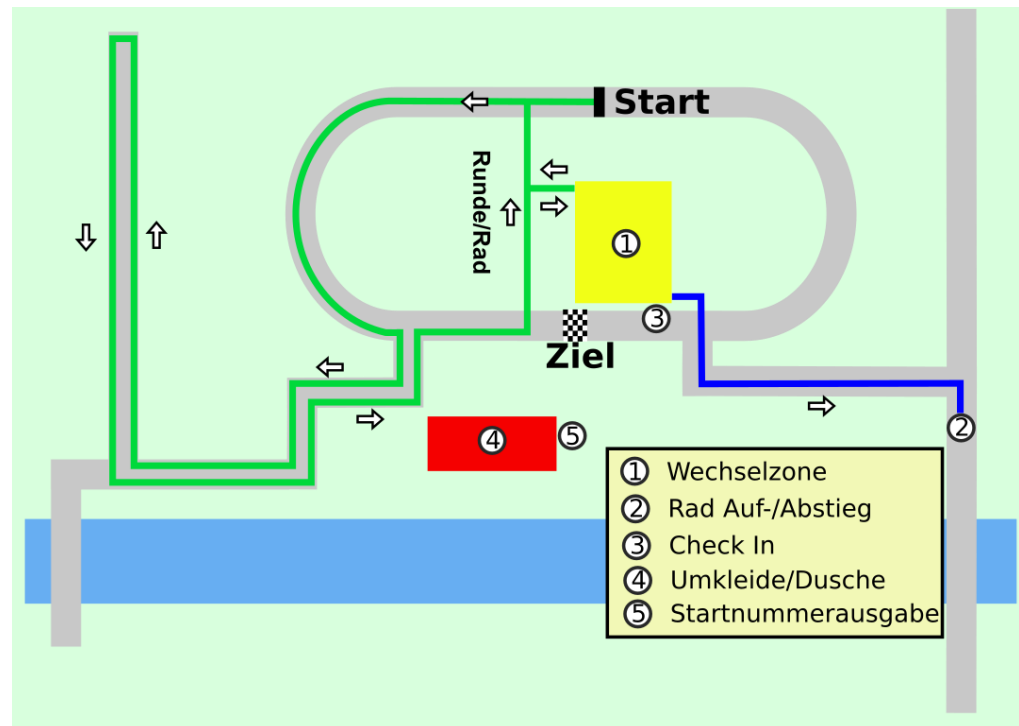 Start
Runde/Rad
1
3
Ziel
4
5
2
1 Wechselzone
2 Rad Auf-/Abstieg
3 Check In
4 Umkleide/Dusche
5 Startnummerausgabe